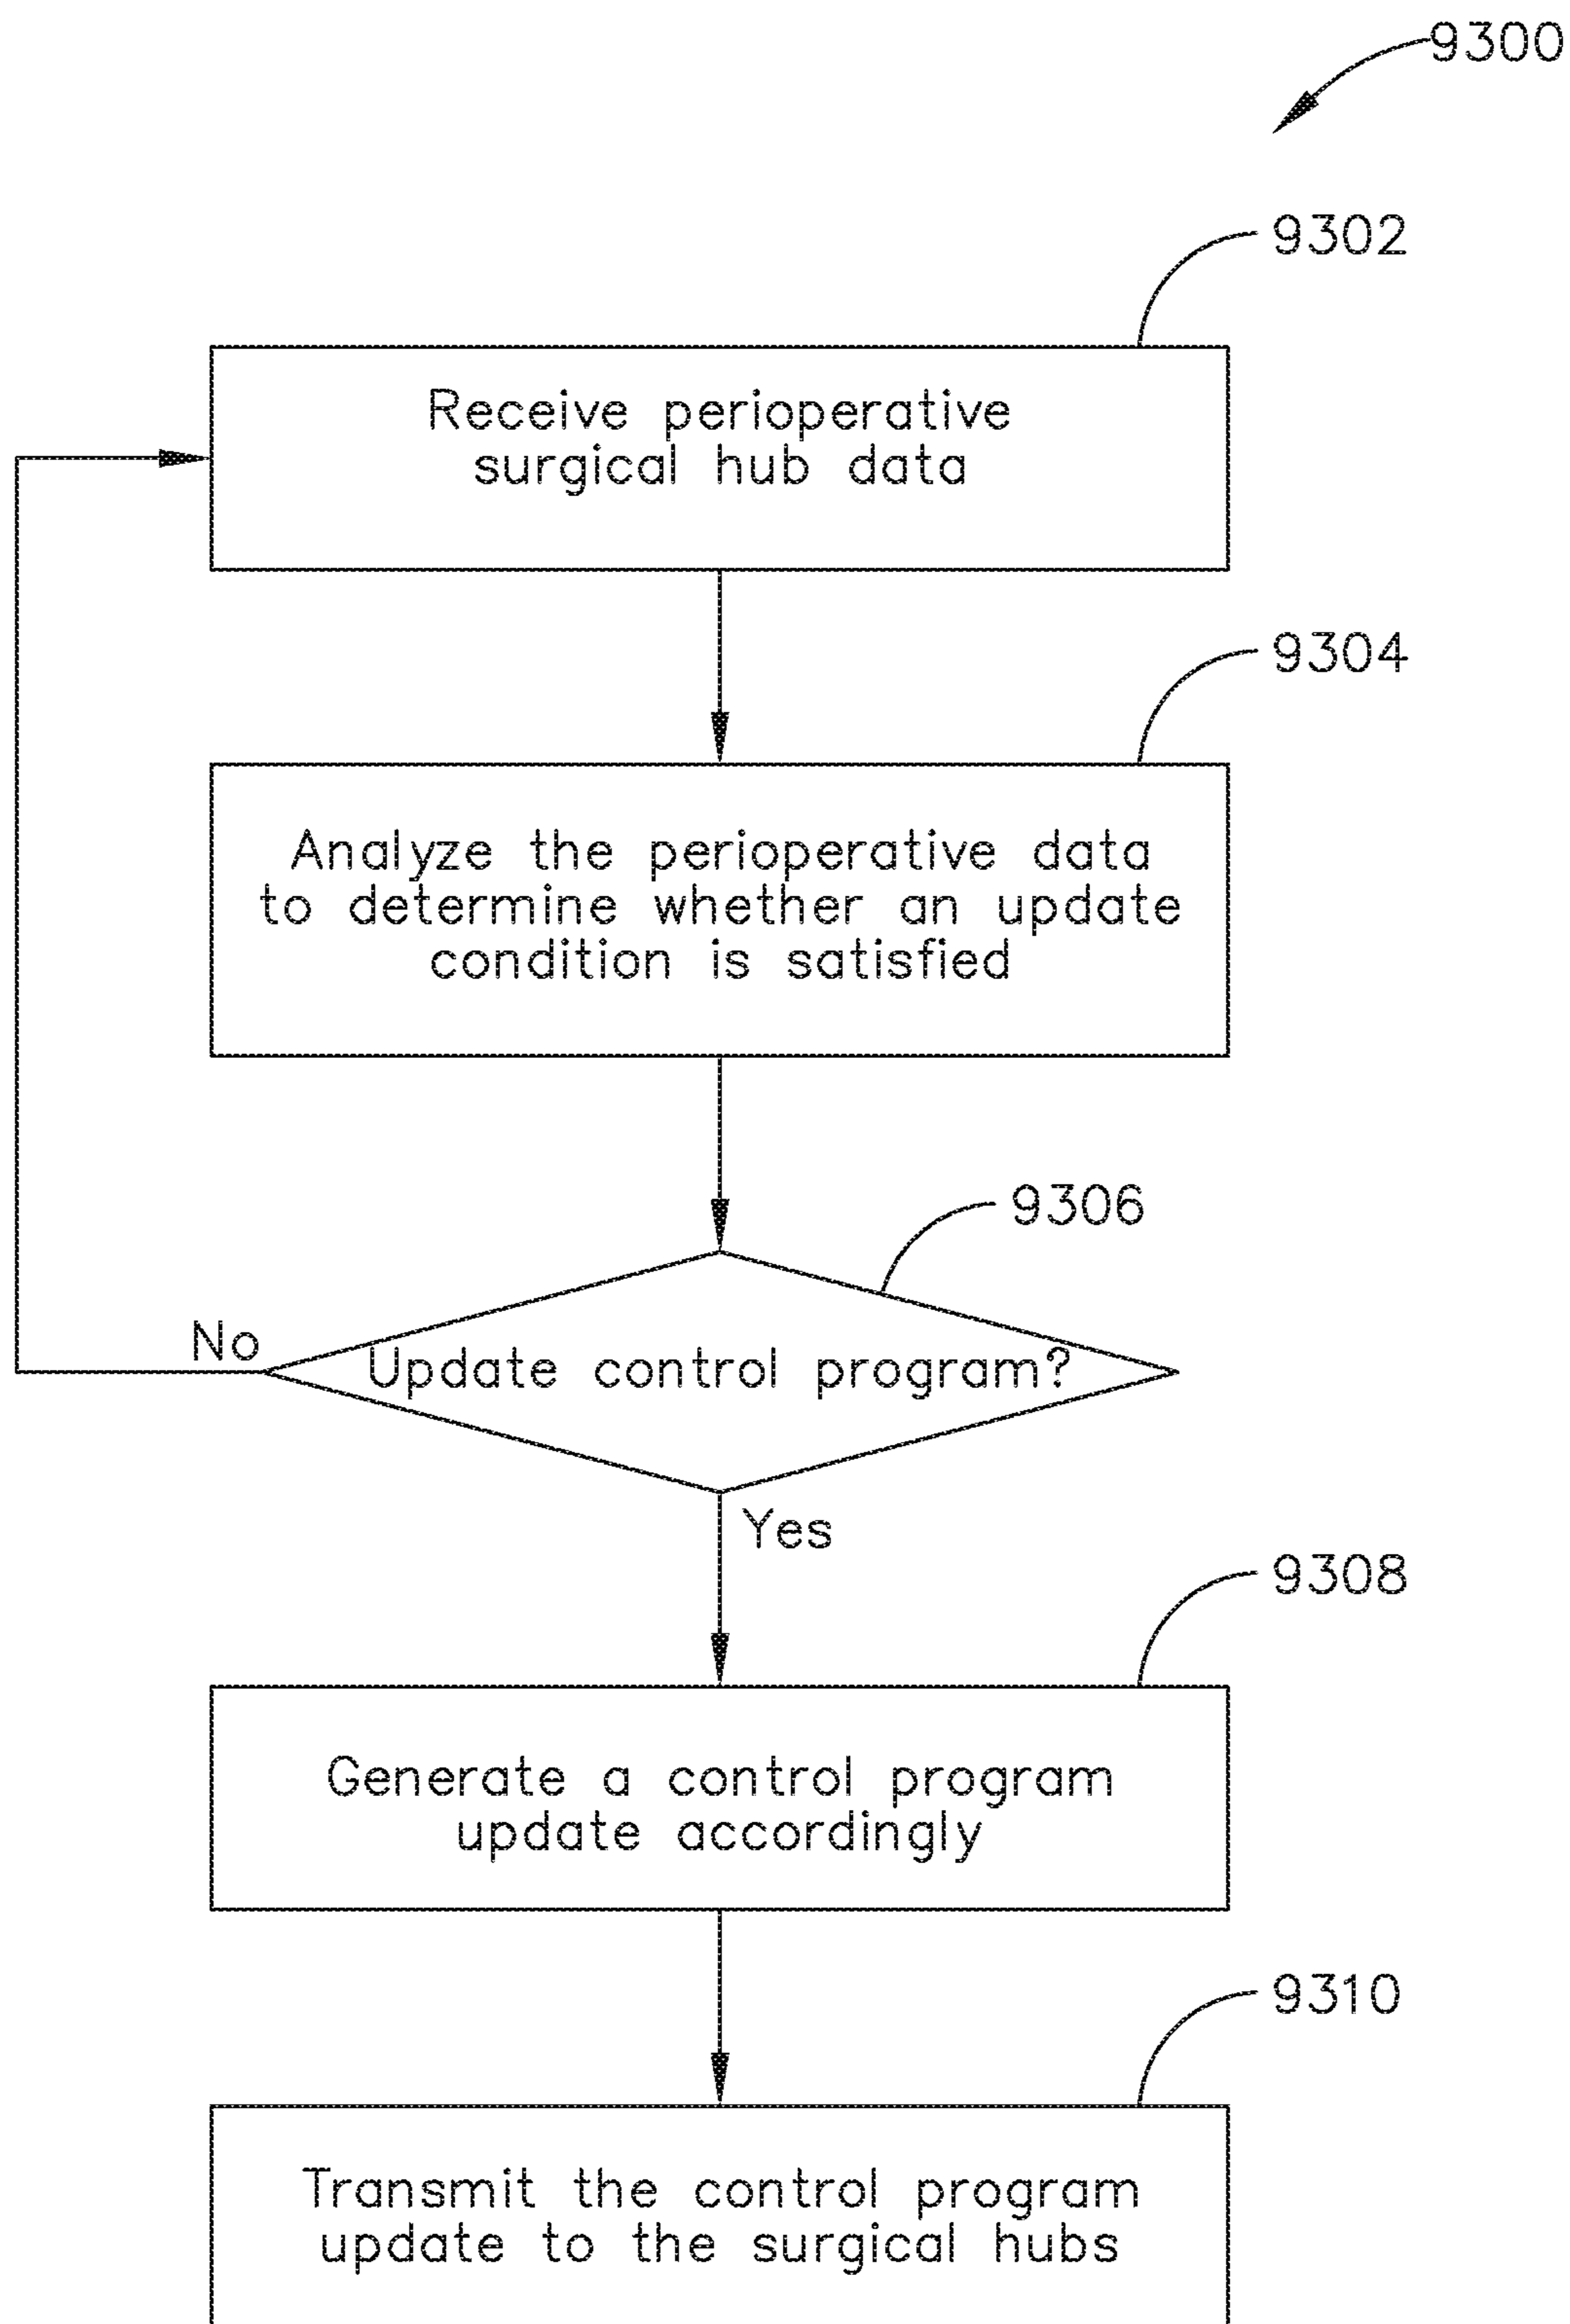 9300
9302
Receive perioperative
surgical hub data
9304
Analyze the perioperative data
to determine whether an update
condition is satisfied
9306
No
Update control program?
Yes
9308
Generate a control program
update accordingly
9310
Transmit the control program
update to the surgical hubs